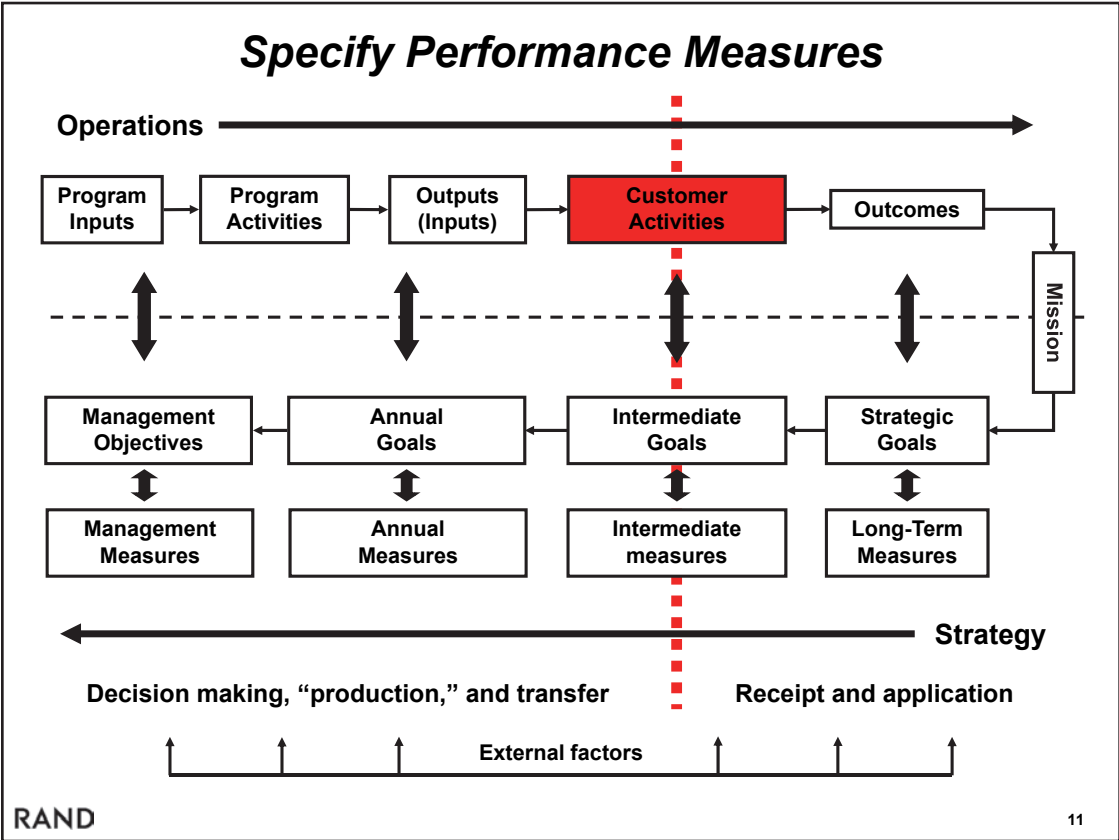 Specify Performance Measures
Operations
Program
Inputs
Program
Activities
Outputs
(Inputs)
Customer
Activities
Outcomes
Mission
Management
Objectives
Annual
Goals
Intermediate
Goals
Strategic
Goals
Management
Measures
Annual
Measures
Intermediate
measures
Long-Term
Measures
Strategy
Decision making, “production,” and transfer
Receipt and application
External factors
RAND
11